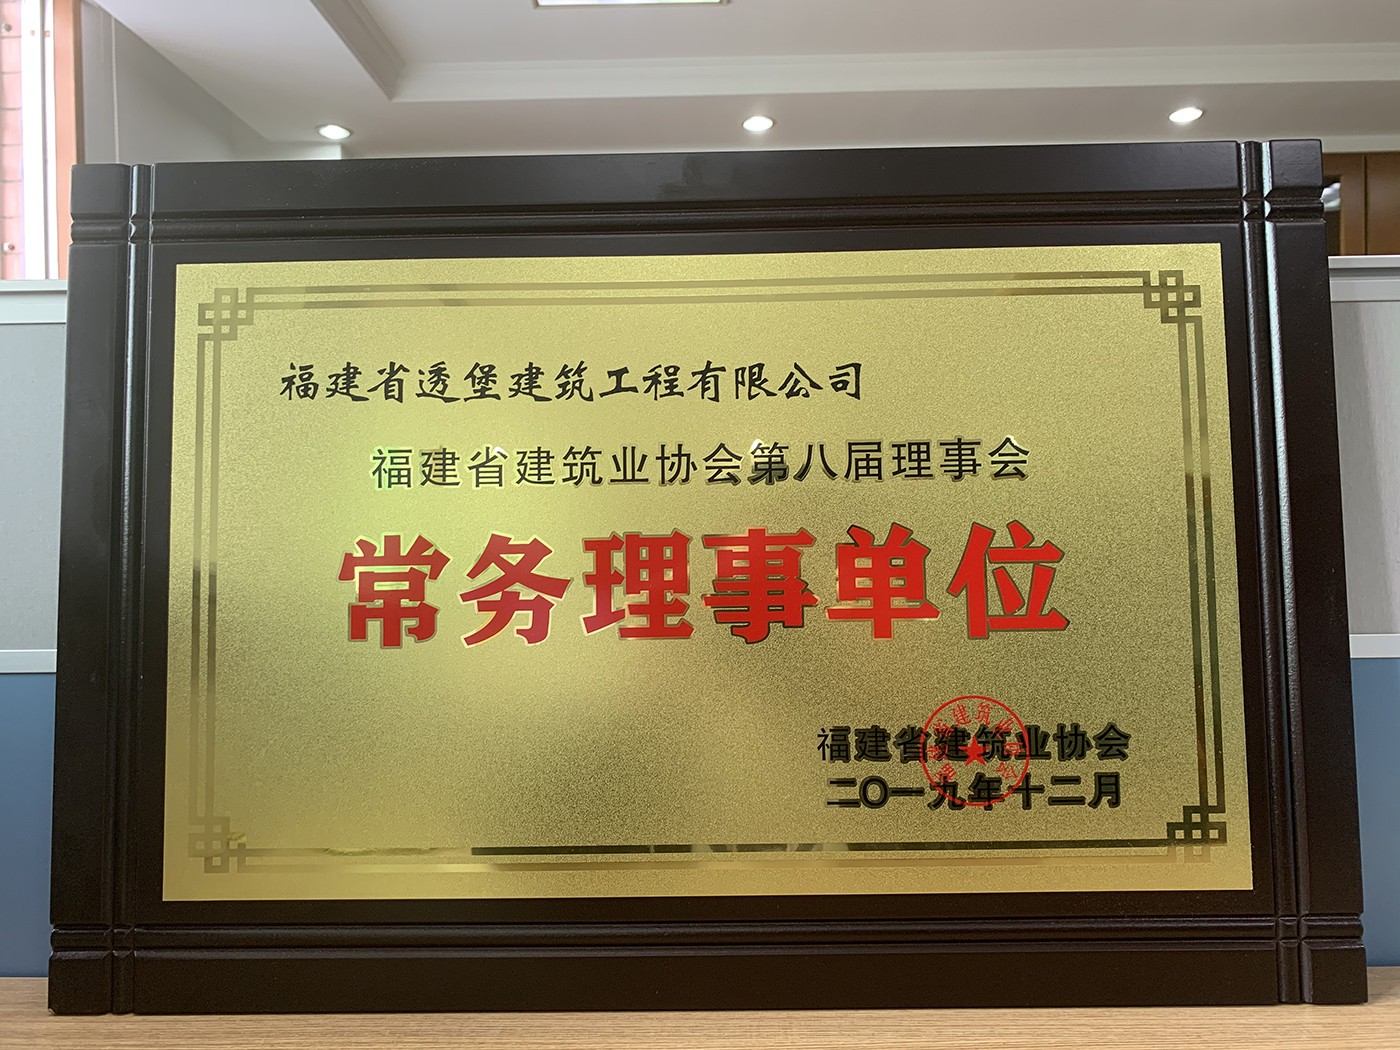 福建省透堡建筑工程有限公司
福建省建筑业协会第八届理事会
常务理事单位
福建省建筑业协会
二〇一九年十二月